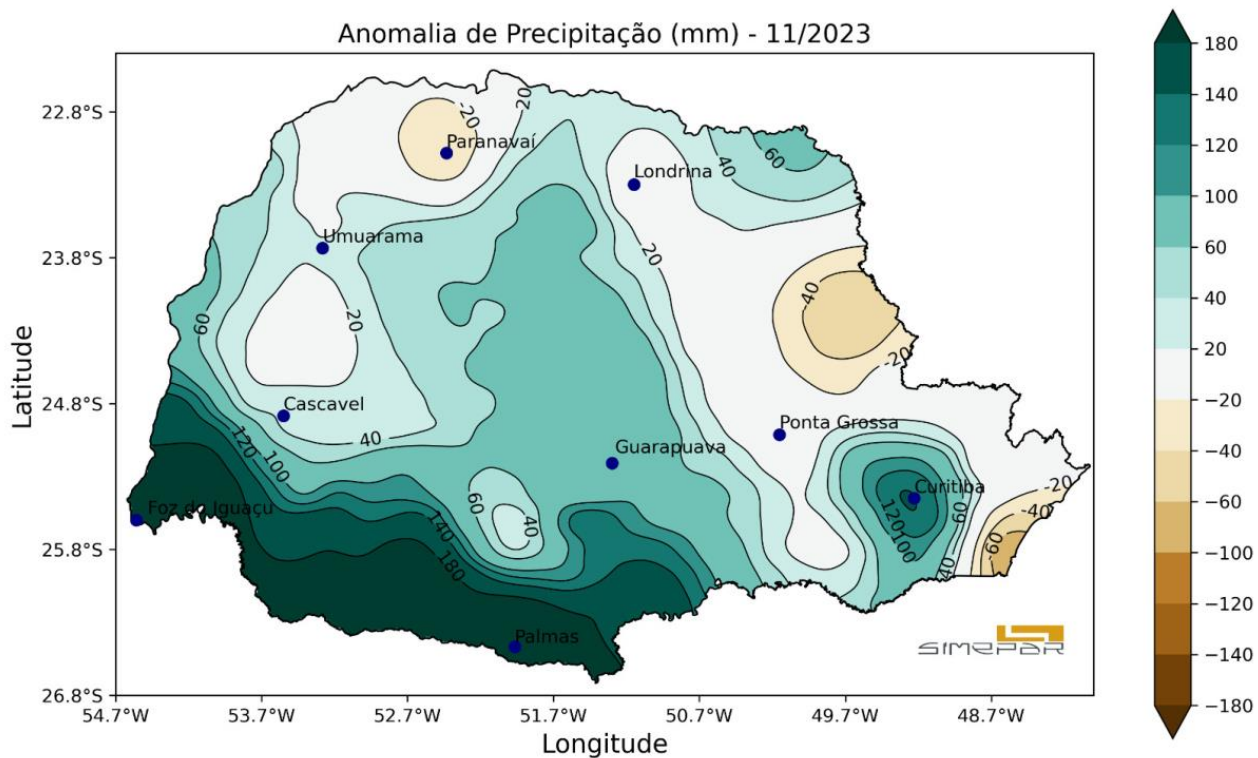 Anomalia de Precipitação (mm) - 11/2023
Latitude
22.8°S
23.8°S
24.8°S
25.8°S
26.8°S
54.7°W
53.7°W
52.7°W
51.7°W
50.7°W
49.7°W
48.7°W
Longitude
-20
20
Paranavaí
Londrina
40
60
Umuarama
20
-40
60
20
-20
Cascavel
40
Ponta Grossa
120
100
Guarapuava
Curitiba
-20
Foz do Iguaçu
60
40
120
100
60
-40
140
180
-60
40
Palmas
SIMEPAR
180
140
120
100
60
40
20
−20
−40
−60
−100
−120
−140
−180